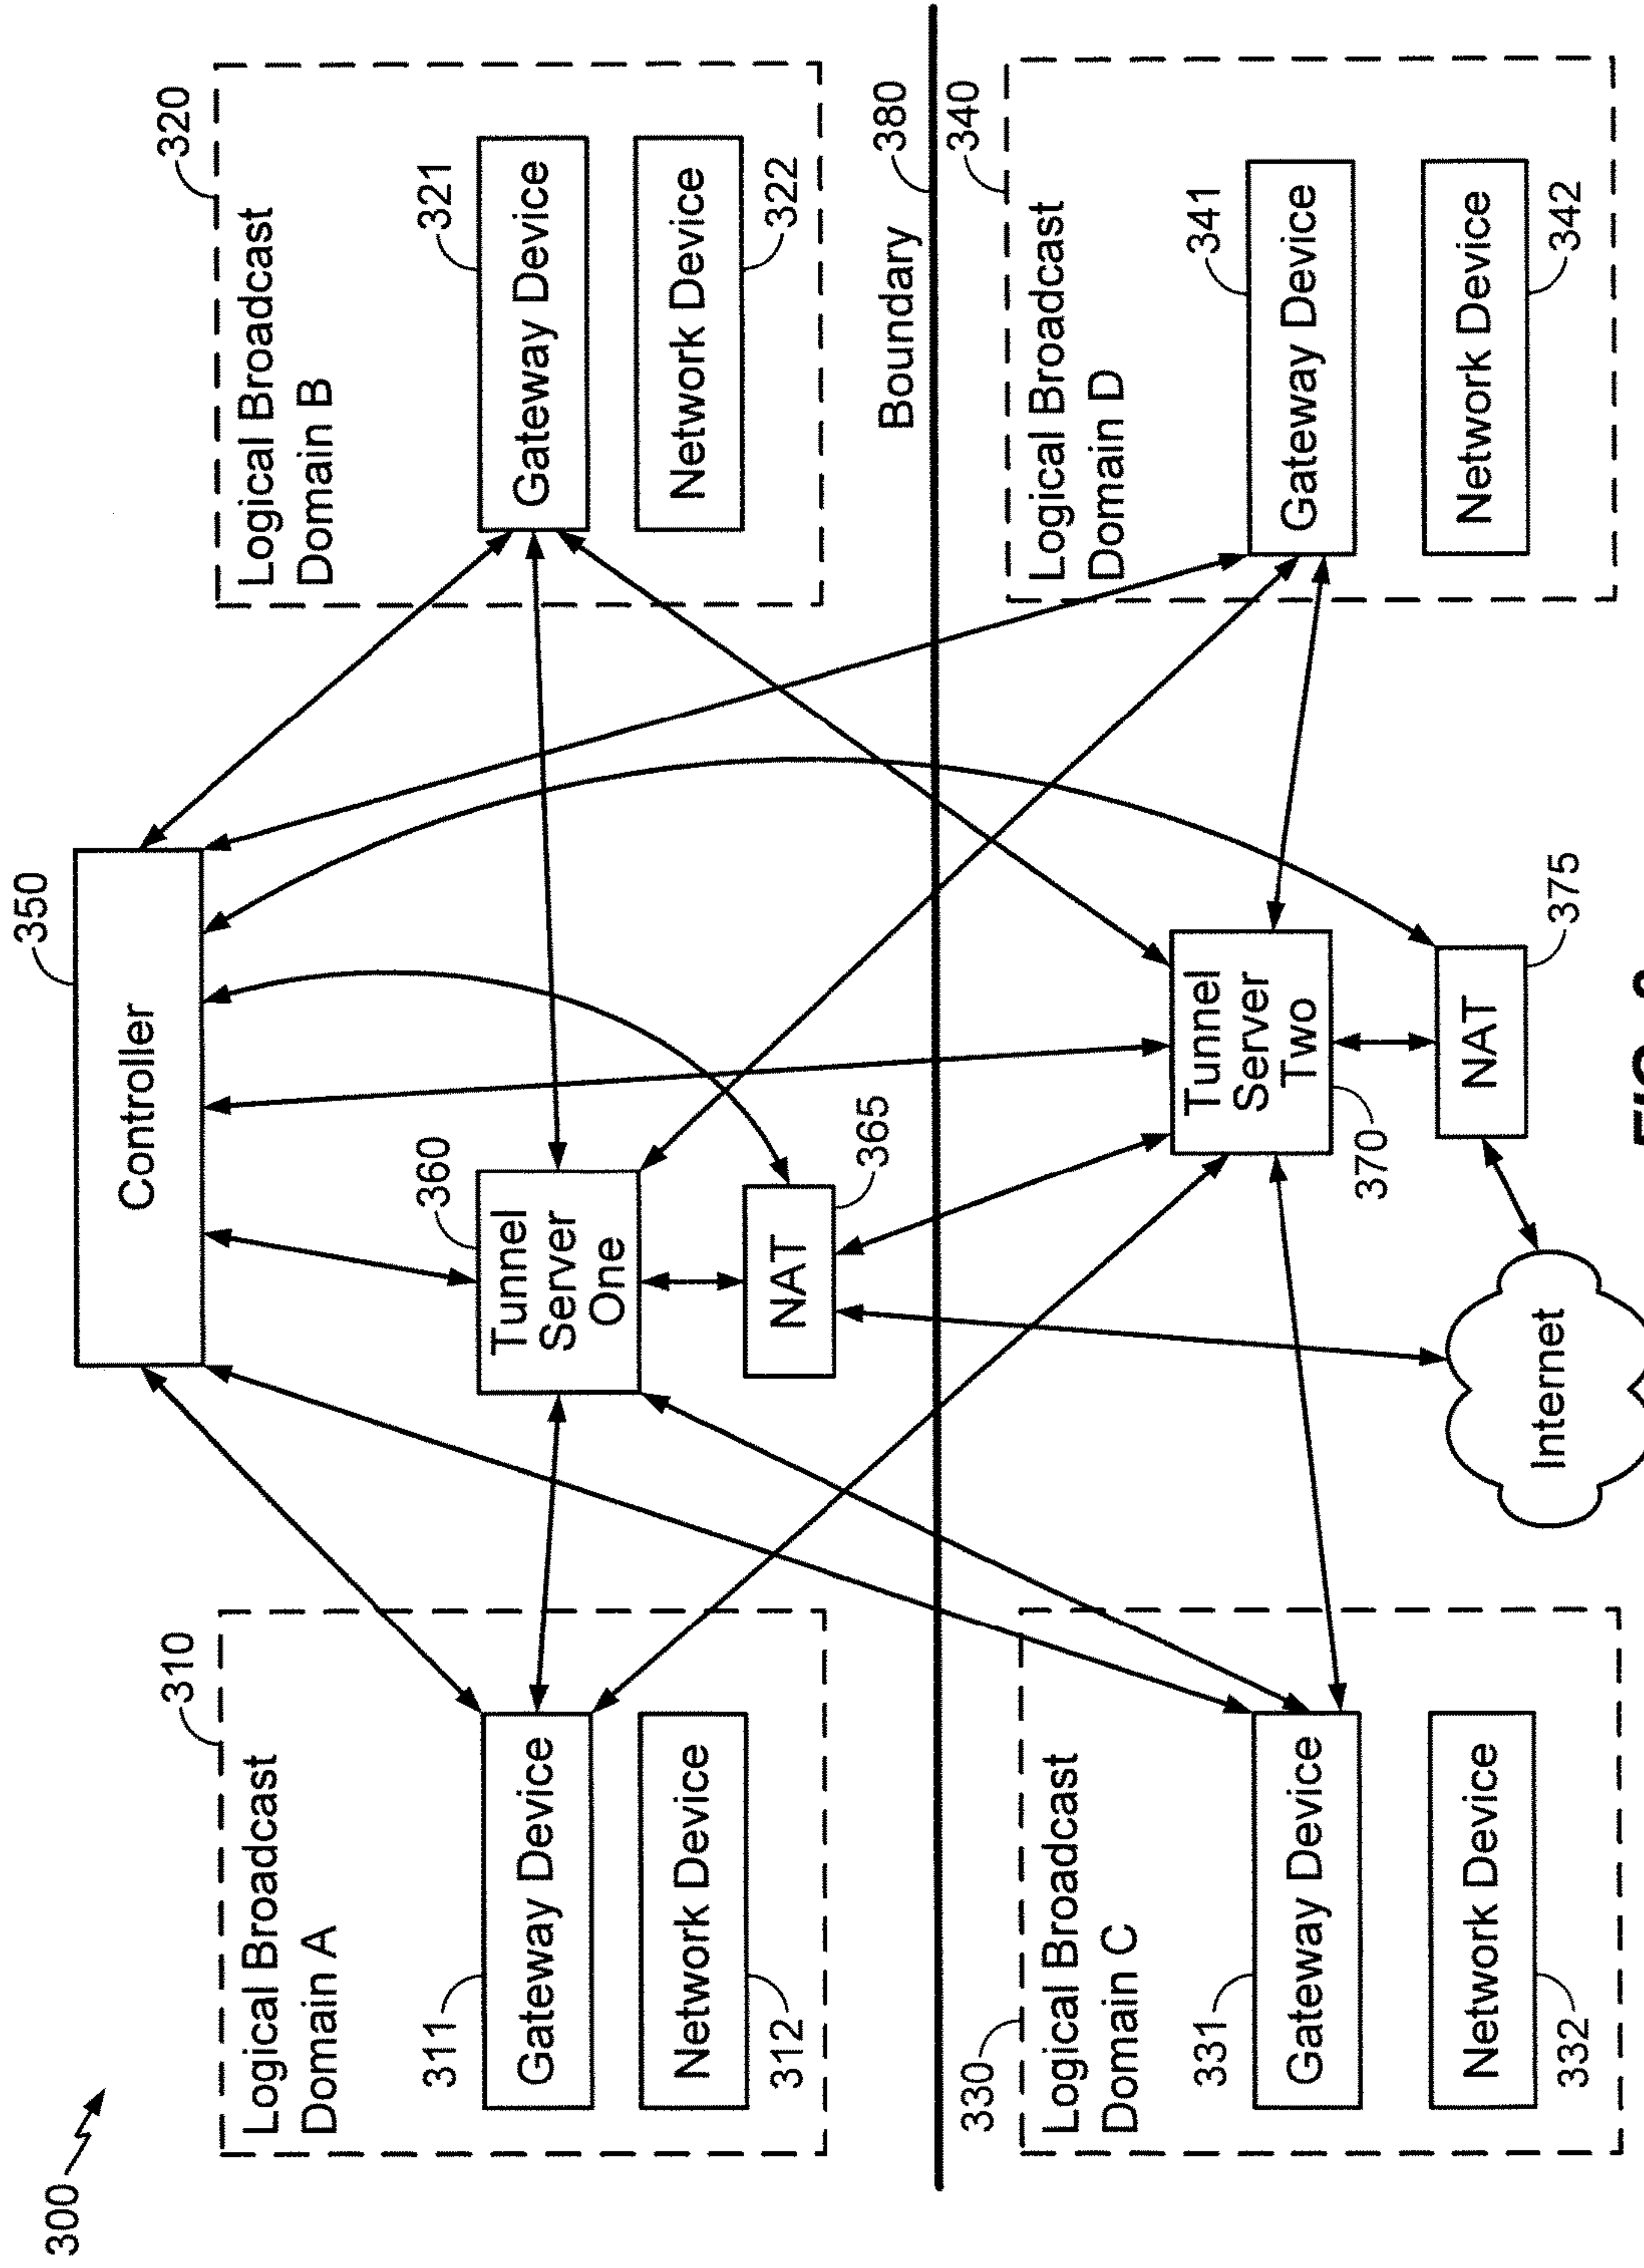 300
350
Controller
310
Logical Broadcast
Domain A
311
Gateway Device
Network Device
312
360
Tunnel
Server
One
NAT
365
320
Logical Broadcast
Domain B
321
Gateway Device
Network Device
322
Boundary
380
330
Logical Broadcast
Domain C
331
Gateway Device
Network Device
332
Tunnel
Server
Two
370
NAT
375
Internet
340
Logical Broadcast
Domain D
341
Gateway Device
Network Device
342
FIG.